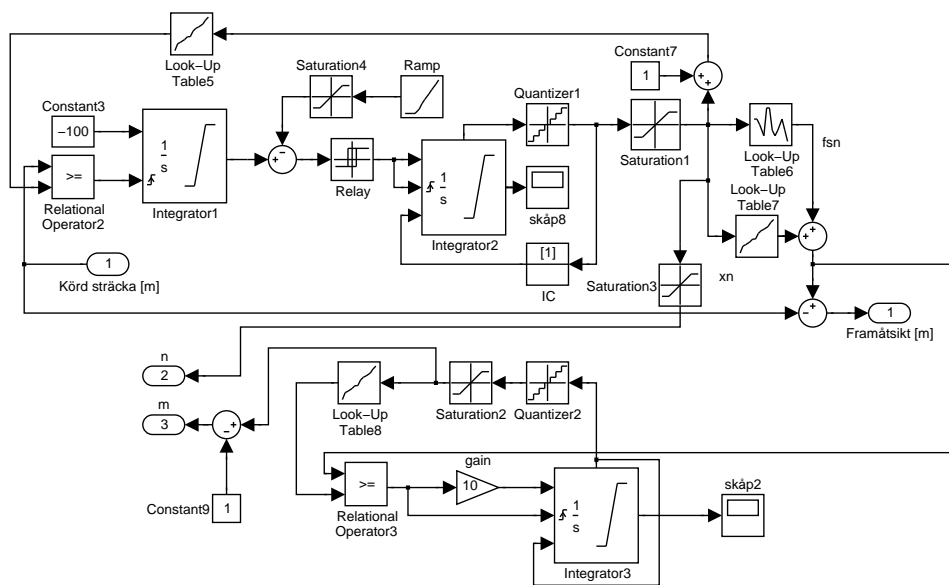 Look−Up
Table5
Constant7
1
+
+
Saturation4
Ramp
Quantizer1
Constant3
−100
1
s
>=
Relational
Operator2
Integrator1
+
−
Relay
1
s
Integrator2
skåp8
Saturation1
Look−Up
Table6
fsn
Look−Up
Table7
+
+
[1]
IC
1
Körd sträcka [m]
Saturation3
xn
+
−
1
Framåtsikt [m]
n
2
m
3
+
−
Look−Up
Table8
Saturation2
Quantizer2
Constant9
1
>=
Relational
Operator3
gain
10
1
s
Integrator3
skåp2